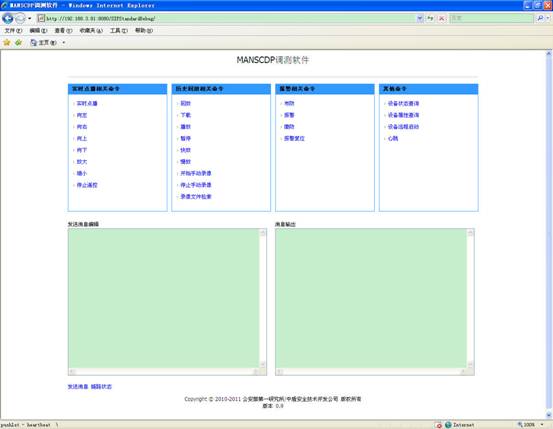 MANSCDP调测软件 - Windows Internet Explorer
http://192.168.3.81:8080/SIPStandardDebug/
文件(F) 编辑(E) 查看(V) 收藏夹(A) 工具(T) 帮助(H)
主页(M)
MANSCDP调测软件
实时点播相关命令
实时点播
向左
向右
向上
向下
放大
缩小
停止遥控
历史回放相关命令
回放
下载
播放
暂停
快放
慢放
开始手动录像
停止手动录像
录像文件检索
报警相关命令
布防
报警
撤防
报警复位
其他命令
设备状态查询
设备属性查询
设备远程启动
心跳
发送消息编辑
消息输出
发送消息 链路状态
Copyright © 2010-2011 公安部第一研究所/中盾安全技术开发公司 版权所有
版本 0.9
pushlet - heartbeat \
Internet
100%